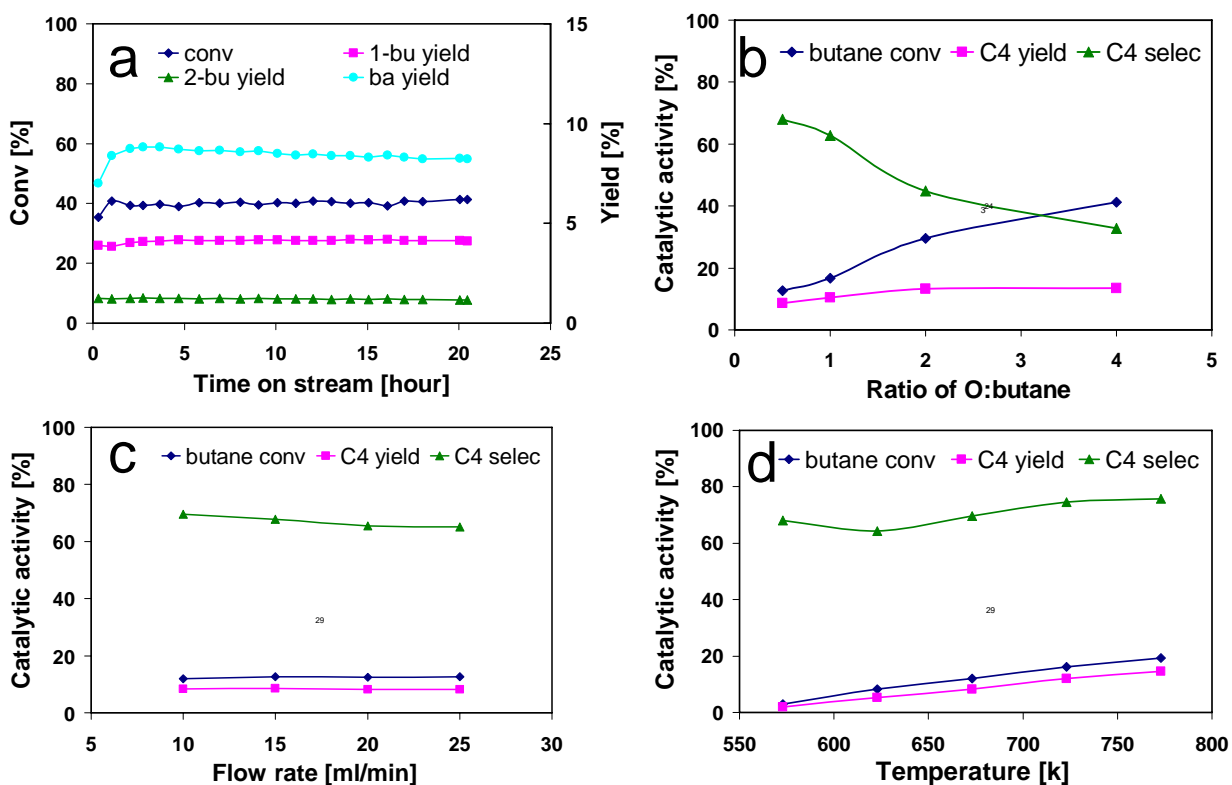 a
conv
1-bu yield
2-bu yield
ba yield
100
80
60
40
20
0
15
10
5
0
0
5
10
15
20
25
Conv [%]
Yield [%]
Time on stream [hour]
b
butane conv
C4 yield
C4 selec
100
80
60
40
20
0
0
1
2
3
4
5
Catalytic activity [%]
Ratio of O:butane
c
butane conv
C4 yield
C4 selec
100
80
60
40
20
0
5
10
15
20
25
30
29
Catalytic activity [%]
Flow rate [ml/min]
d
butane conv
C4 yield
C4 selec
100
80
60
40
20
0
550
600
650
700
750
800
29
Catalytic activity [%]
Temperature [k]